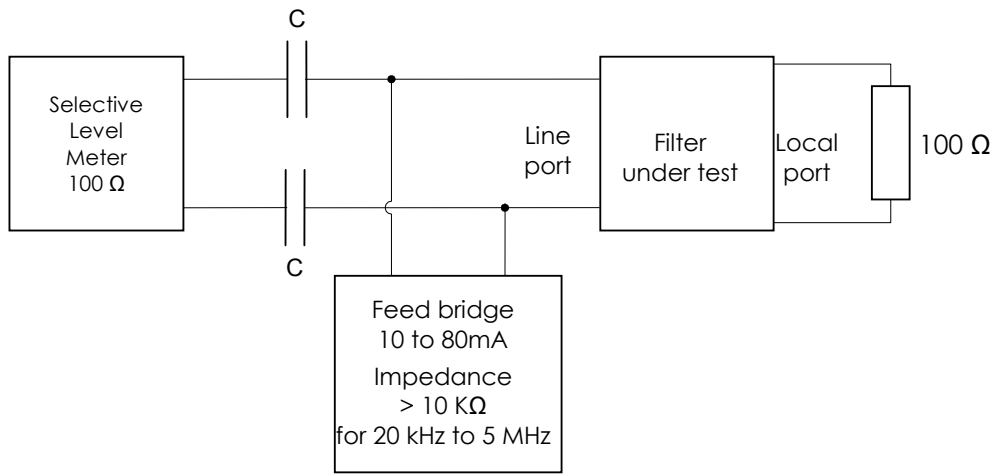 C
Selective
Level
Meter
100 Ω
Line
port
Filter
under test
Local
port
100 Ω
C
Feed bridge
10 to 80mA
Impedance
> 10 KΩ
for 20 kHz to 5 MHz